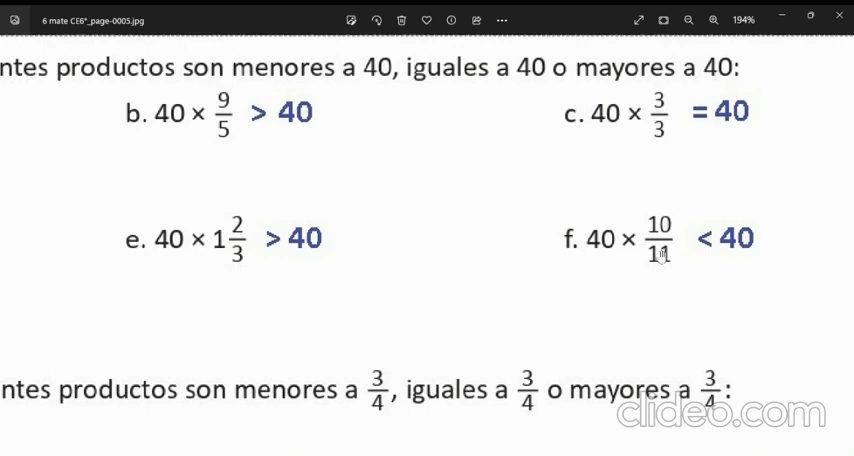 6 mate CE6°_page-0005.jpg
194%
ntes productos son menores a 40, iguales a 40 o mayores a 40:
b. 40 × 9/5 > 40
c. 40 × 3/3 = 40
e. 40 × 1 2/3 > 40
f. 40 × 10/11 < 40
ntes productos son menores a 3/4, iguales a 3/4 o mayores a 3/4:
clideo.com